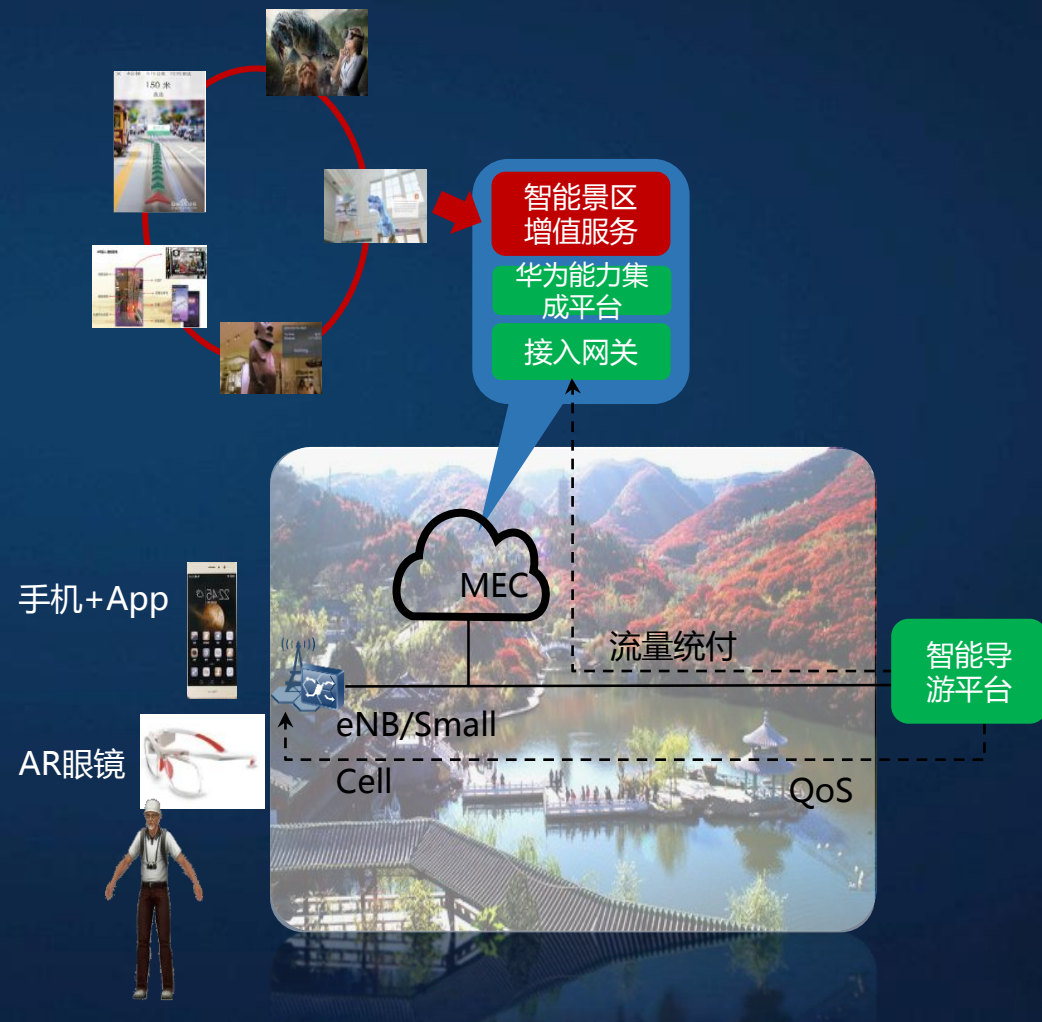 150 米
智能景区
增值服务
华为能力集
成平台
接入网关
MEC
手机+App
流量统付
智能导
游平台
eNB/Small
Cell
AR眼镜
QoS